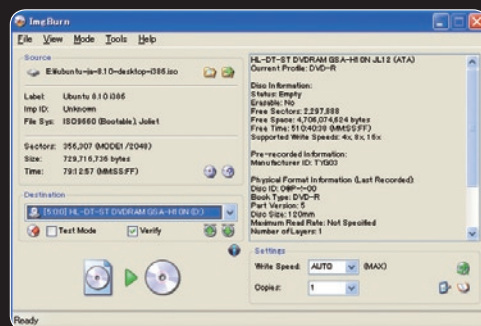 ImgBurn
File View Mode Tools Help
Source
E:¥ubuntu-ja-8.10-desktop-i386.iso
Label: Ubuntu 8.10 i386
Imp ID: Unknown
File Sys: ISO9660 (Bootable), Joliet
Sectors: 356,307 (MODE1/2048)
Size: 729,716,736 bytes
Time: 79:12:57 (MM:SS:FF)
Destination
[5:0:0] HL-DT-ST DVDRAM GSA-H10N (D:)
Test Mode Verify
HL-DT-ST DVDRAM GSA-H10N JL12 (ATA)
Current Profile: DVD-R
Disc Information:
Status: Empty
Erasable: No
Free Sectors: 2,297,888
Free Space: 4,706,074,624 bytes
Free Time: 510:40:38 (MM:SS:FF)
Supported Write Speeds: 4x, 8x, 16x
Pre-recorded Information:
Manufacturer ID: TYG03
Physical Format Information (Last Recorded):
Book Type: DVD-R
Part Version: 5
Disc Size: 120mm
Maximum Read Rate: Not Specified
Number of Layers: 1
Settings
Write Speed: AUTO (MAX)
Copies: 1
Ready